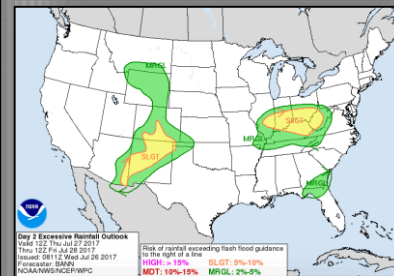 MRGL
SLGT
SLGT
MRGL
MRGL
noaa
Day 2 Excessive Rainfall Outlook
Valid 12Z Thu Jul 27 2017
Thru 12Z Fri Jul 28 2017
Issued: 0811Z Wed Jul 26 2017
Forecaster: BANN
NOAA/NWS/NCEP/WPC
Risk of rainfall exceeding flash flood guidance
to the right of a line
HIGH: > 15% SLGT: 5%-10%
MDT: 10%-15% MRGL: 2%-5%